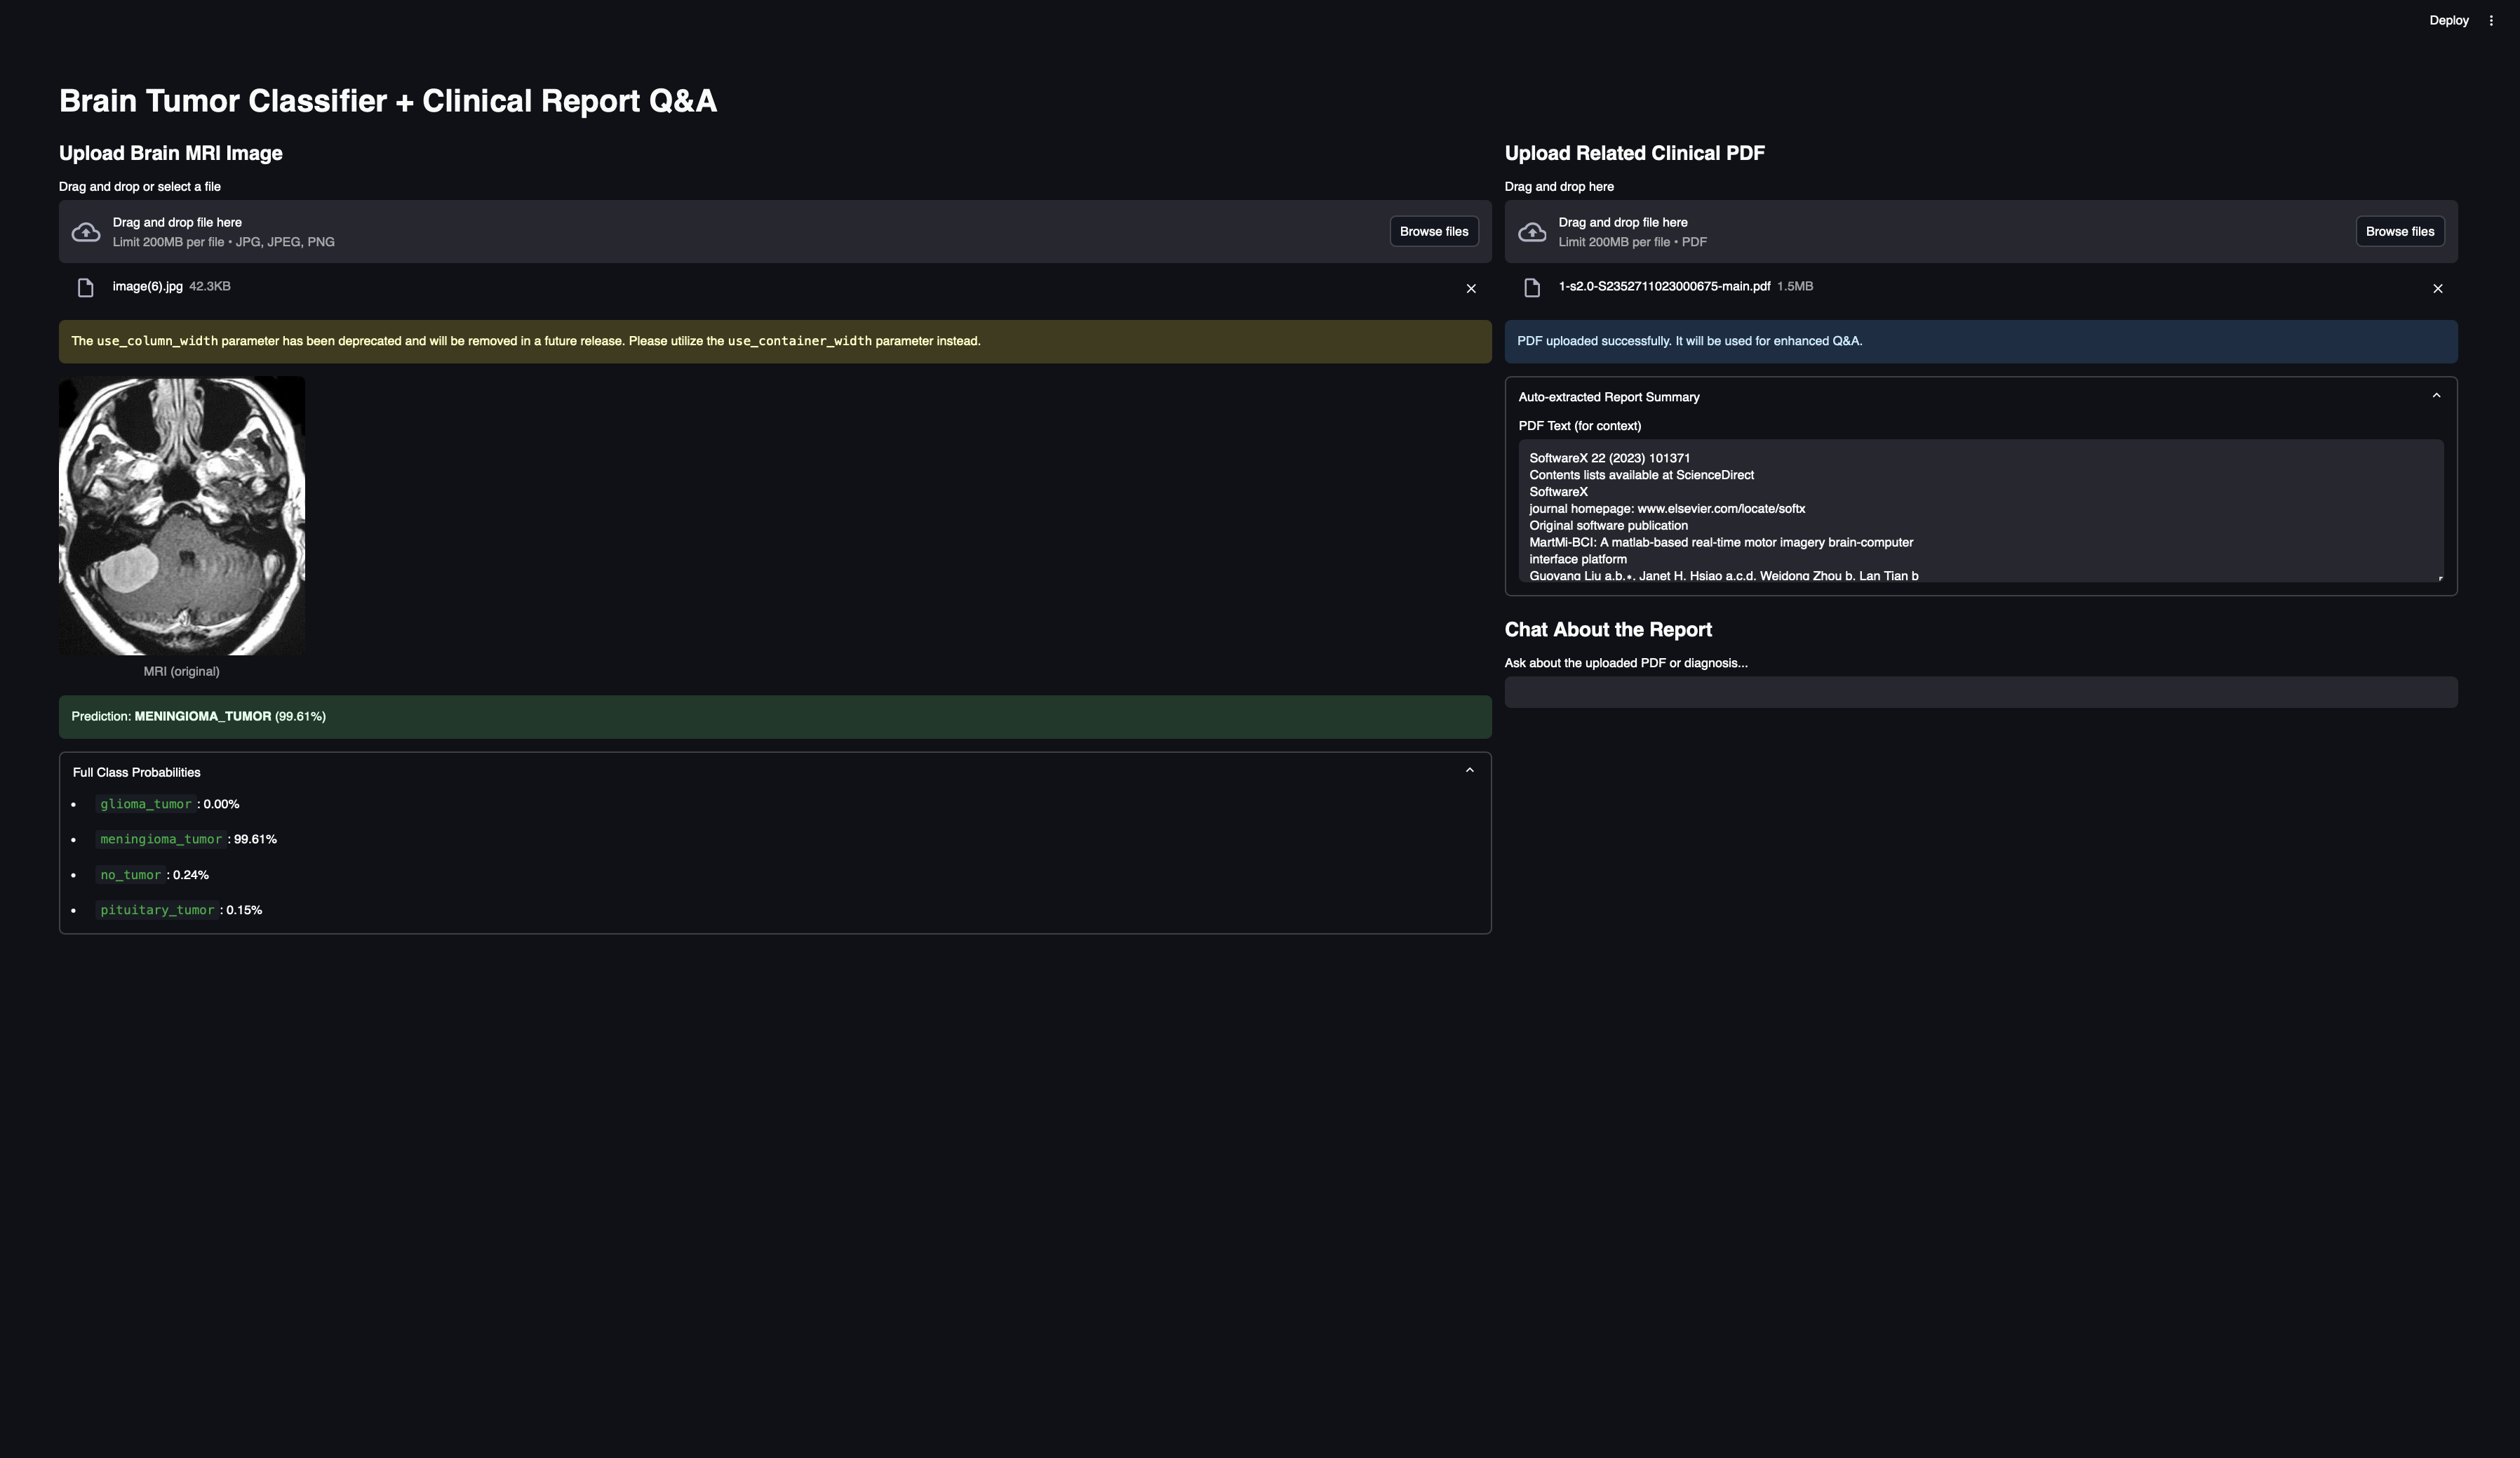 Deploy
Brain Tumor Classifier + Clinical Report Q&A
Upload Brain MRI Image
Drag and drop or select a file
Drag and drop file here
Limit 200MB per file • JPG, JPEG, PNG
Browse files
image(6).jpg 42.3KB
The use_column_width parameter has been deprecated and will be removed in a future release. Please utilize the use_container_width parameter instead.
MRI (original)
Prediction: MENINGIOMA_TUMOR (99.61%)
Full Class Probabilities
• glioma_tumor : 0.00%
• meningioma_tumor : 99.61%
• no_tumor : 0.24%
• pituitary_tumor : 0.15%
Upload Related Clinical PDF
Drag and drop here
Drag and drop file here
Limit 200MB per file • PDF
Browse files
1-s2.0-S2352711023000675-main.pdf 1.5MB
PDF uploaded successfully. It will be used for enhanced Q&A.
Auto-extracted Report Summary
PDF Text (for context)
SoftwareX 22 (2023) 101371
Contents lists available at ScienceDirect
SoftwareX
journal homepage: www.elsevier.com/locate/softx
Original software publication
MartMi-BCI: A matlab-based real-time motor imagery brain-computer
interface platform
Guoyang Liu a,b,∗, Janet H. Hsiao a,c,d, Weidong Zhou b, Lan Tian b
Chat About the Report
Ask about the uploaded PDF or diagnosis...